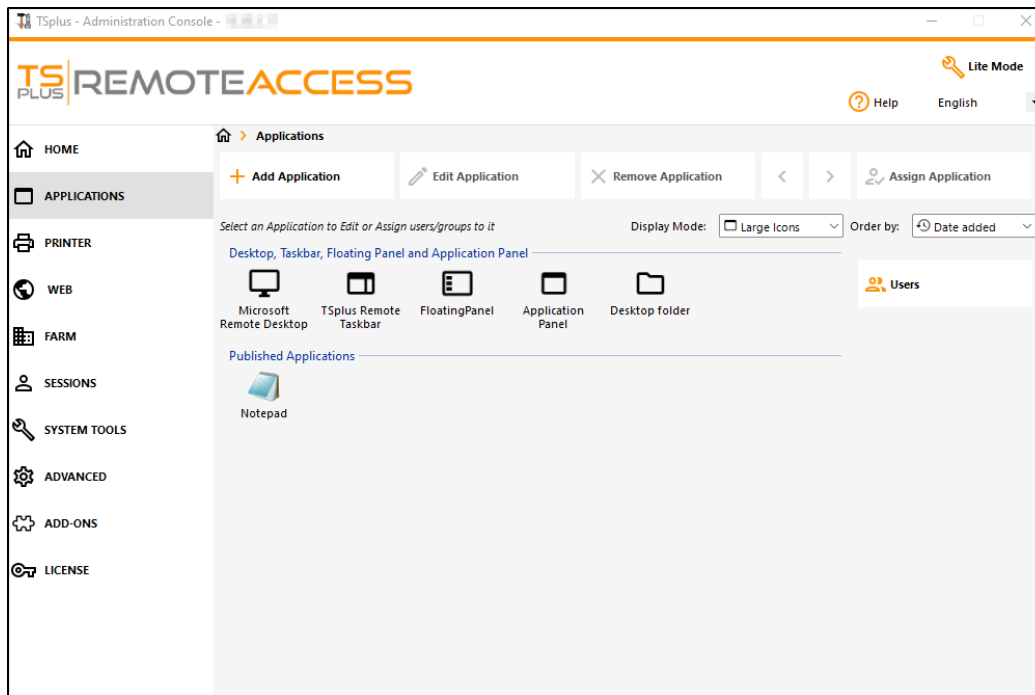 TSplus - Administration Console -
TS PLUS REMOTEACCESS
Lite Mode
Help English
HOME
APPLICATIONS
PRINTER
WEB
FARM
SESSIONS
SYSTEM TOOLS
ADVANCED
ADD-ONS
LICENSE
Applications
Add Application Edit Application Remove Application < > Assign Application
Select an Application to Edit or Assign users/groups to it Display Mode: Large Icons Order by: Date added
Desktop, Taskbar, Floating Panel and Application Panel
Microsoft Remote Desktop
TSplus Remote Taskbar
FloatingPanel
Application Panel
Desktop folder
Users
Published Applications
Notepad